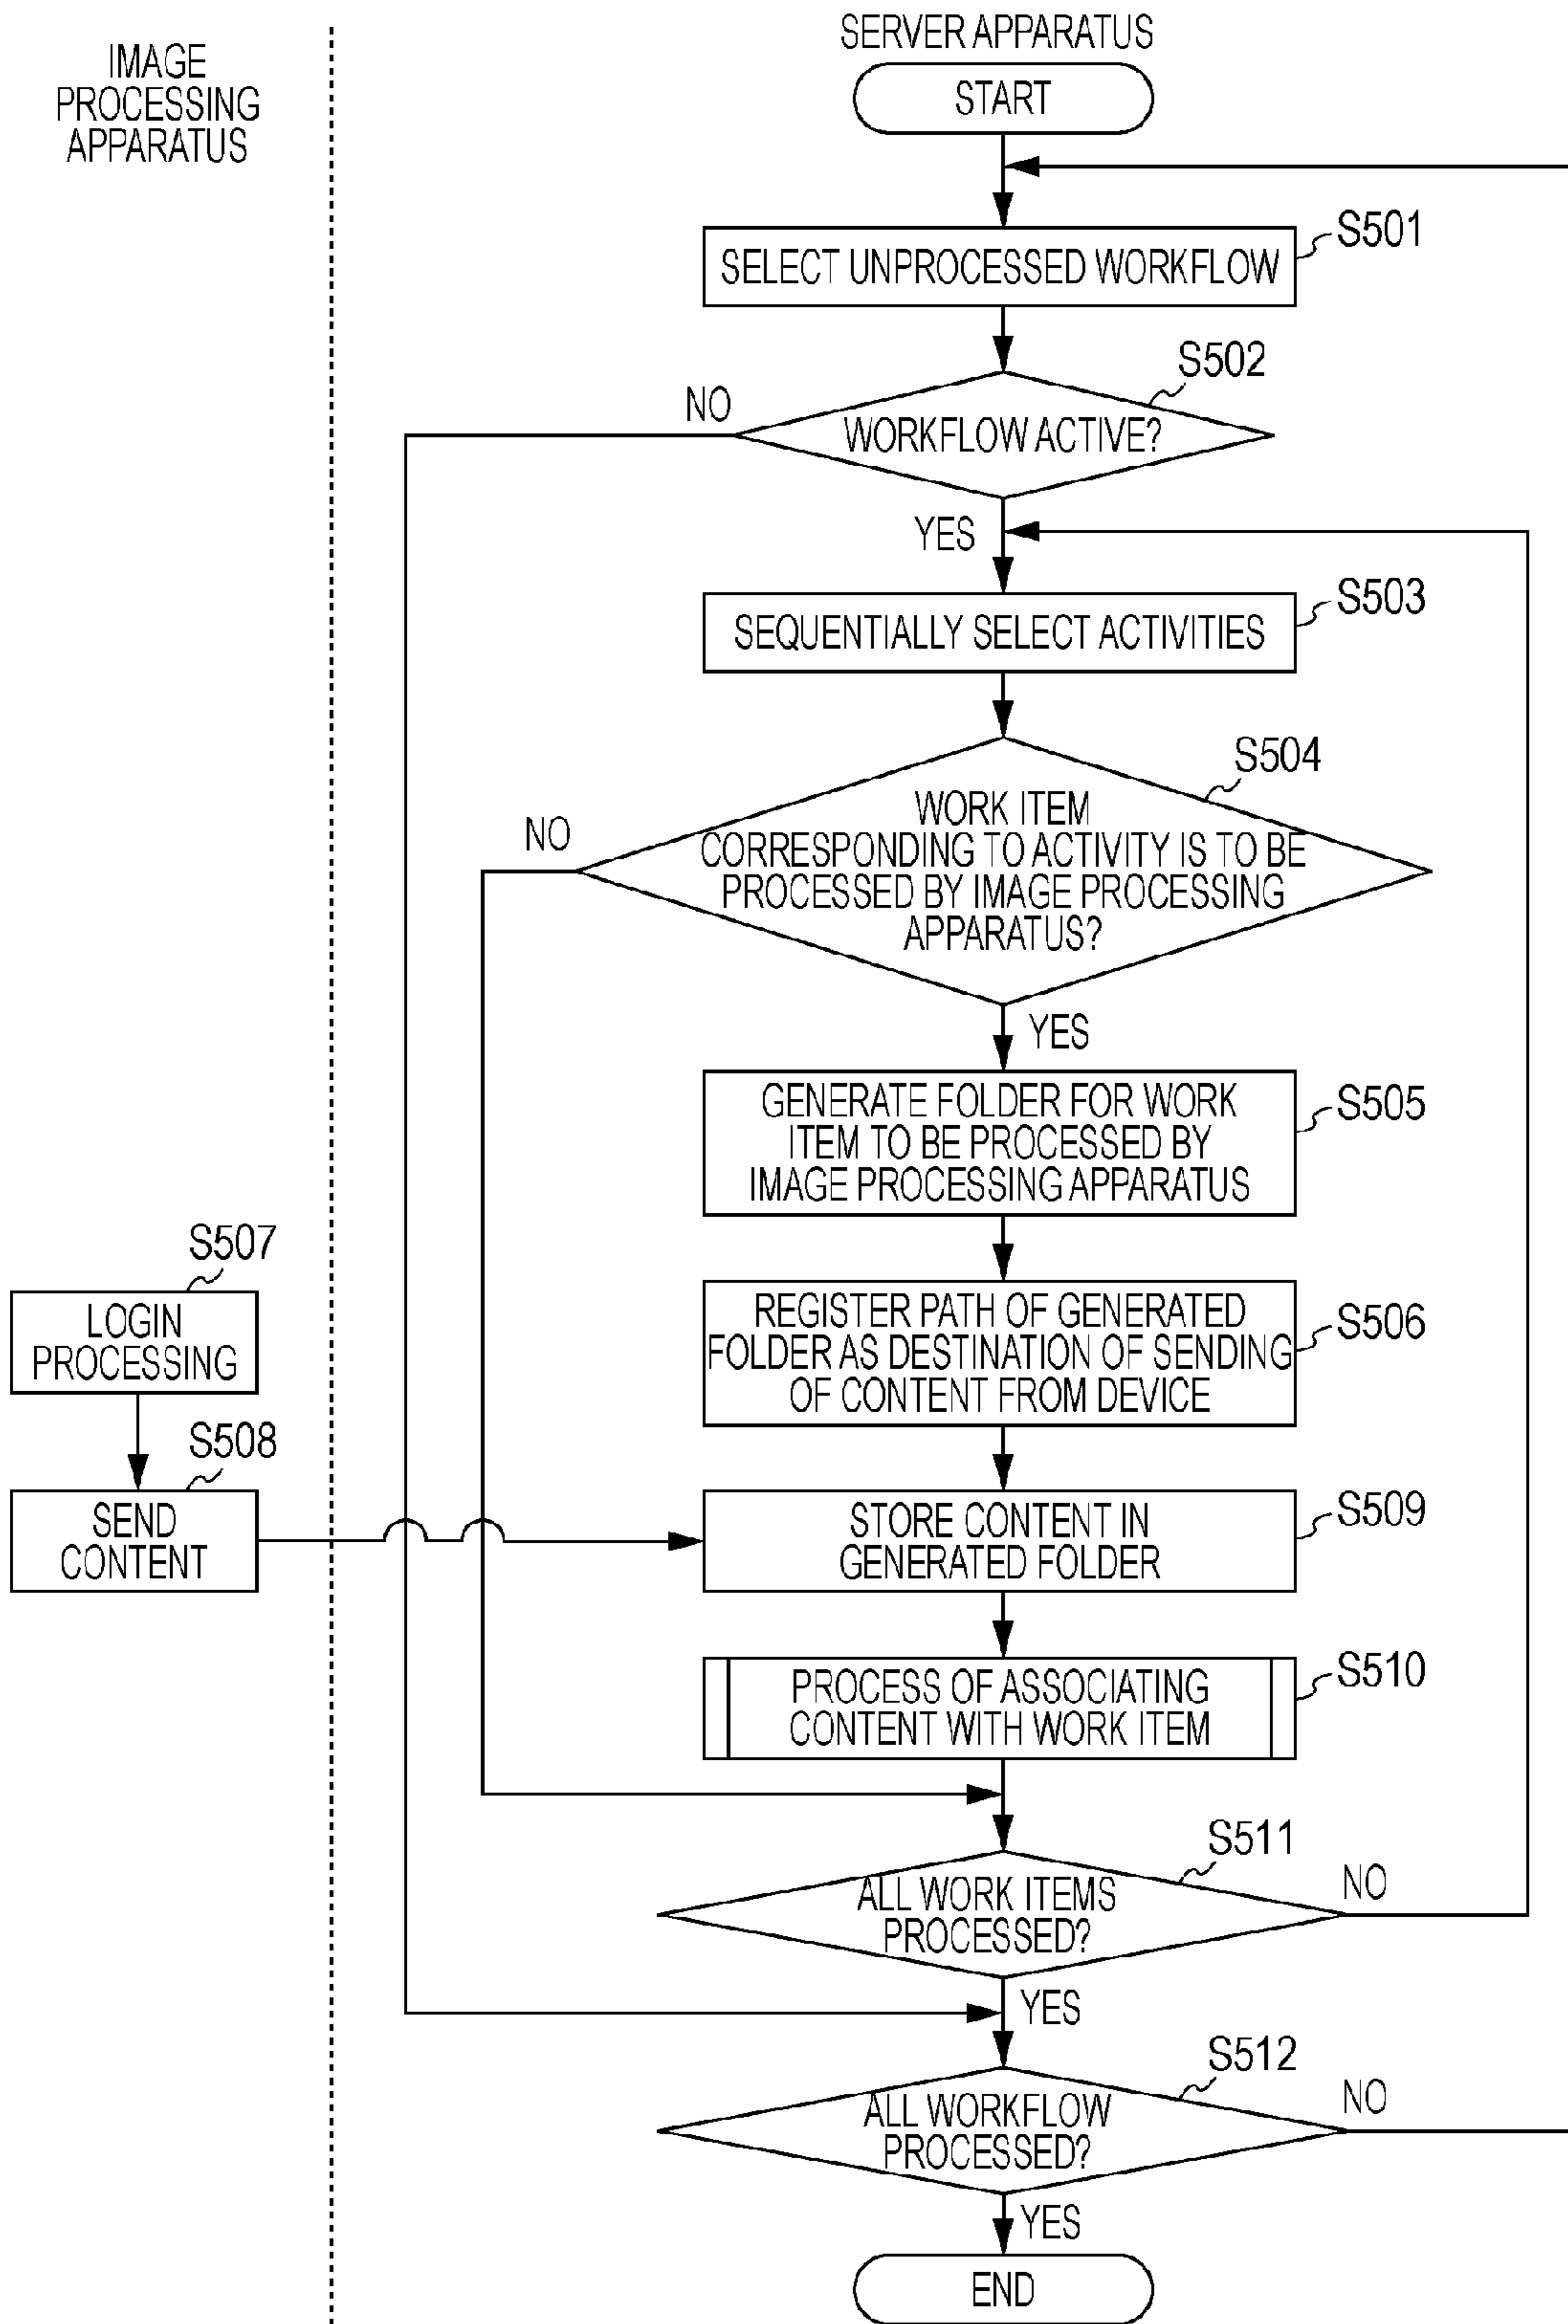 IMAGE
PROCESSING
APPARATUS
SERVER APPARATUS
START
S501
SELECT UNPROCESSED WORKFLOW
S502
NO
WORKFLOW ACTIVE?
YES
S503
SEQUENTIALLY SELECT ACTIVITIES
S504
NO
WORK ITEM
CORRESPONDING TO ACTIVITY IS TO BE
PROCESSED BY IMAGE PROCESSING
APPARATUS?
YES
S505
GENERATE FOLDER FOR WORK
ITEM TO BE PROCESSED BY
IMAGE PROCESSING APPARATUS
S506
REGISTER PATH OF GENERATED
FOLDER AS DESTINATION OF SENDING
OF CONTENT FROM DEVICE
S507
LOGIN
PROCESSING
S508
SEND
CONTENT
S509
STORE CONTENT IN
GENERATED FOLDER
S510
PROCESS OF ASSOCIATING
CONTENT WITH WORK ITEM
S511
ALL WORK ITEMS
PROCESSED?
NO
YES
S512
ALL WORKFLOW
PROCESSED?
NO
YES
END